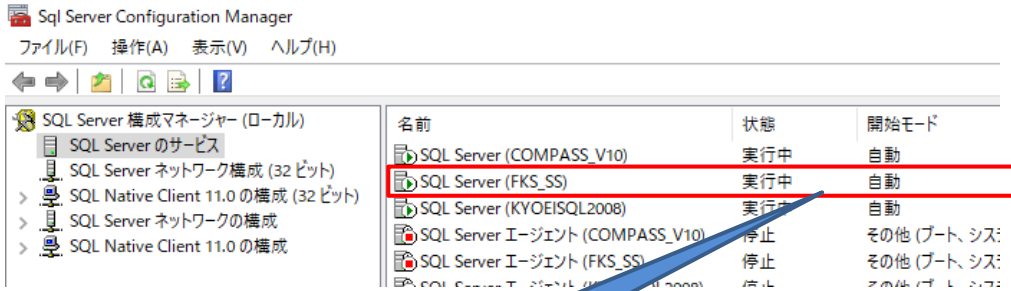 Sql Server Configuration Manager
ファイル(F) 操作(A) 表示(V) ヘルプ(H)
SQL Server 構成マネージャー (ローカル)
SQL Server のサービス
SQL Server ネットワーク構成 (32 ビット)
SQL Native Client 11.0 の構成 (32 ビット)
SQL Server ネットワークの構成
SQL Native Client 11.0 の構成
名前 状態 開始モード
SQL Server (COMPASS_V10) 実行中 自動
SQL Server (FKS_SS) 実行中 自動
SQL Server (KYOEISQL2008) 実行中 自動
SQL Server エージェント (COMPASS_V10) 停止 その他 (ブート、シス
SQL Server エージェント (FKS_SS) 停止 その他 (ブート、シス